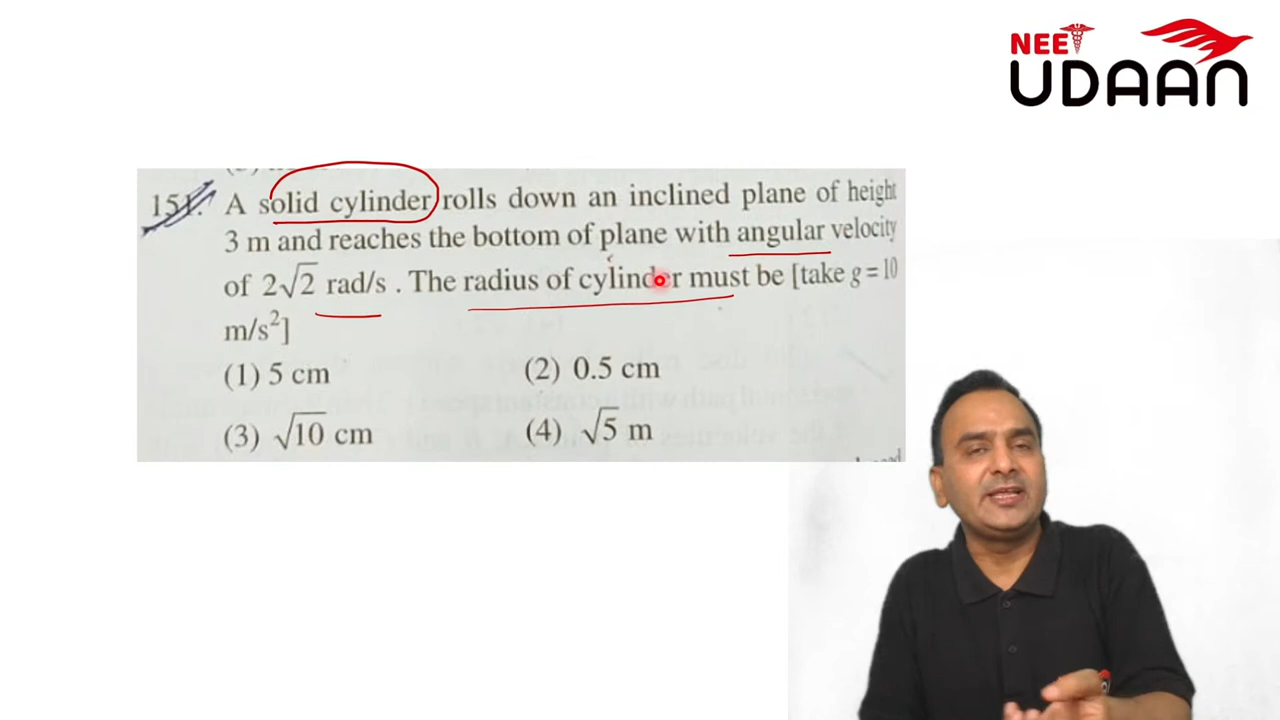 NEET
UDAAN
151. A solid cylinder rolls down an inclined plane of height
3 m and reaches the bottom of plane with angular velocity
of 2√2 rad/s . The radius of cylinder must be [take g = 10
m/s²]
(1) 5 cm (2) 0.5 cm
(3) √10 cm (4) √5 m